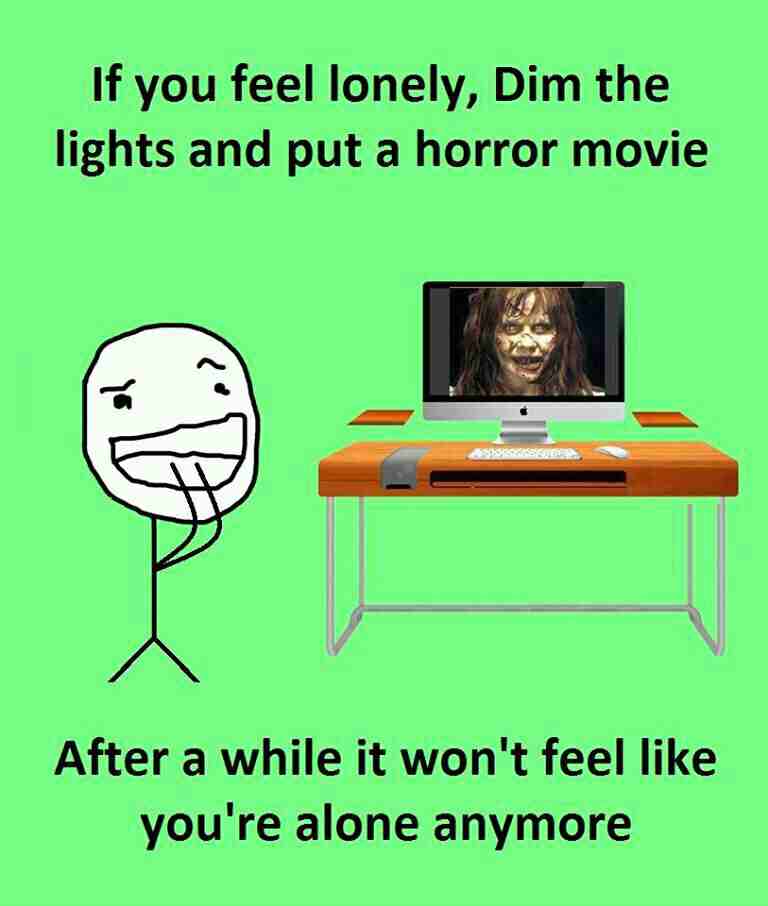 If you feel lonely, Dim the
lights and put a horror movie
After a while it won't feel like
you're alone anymore